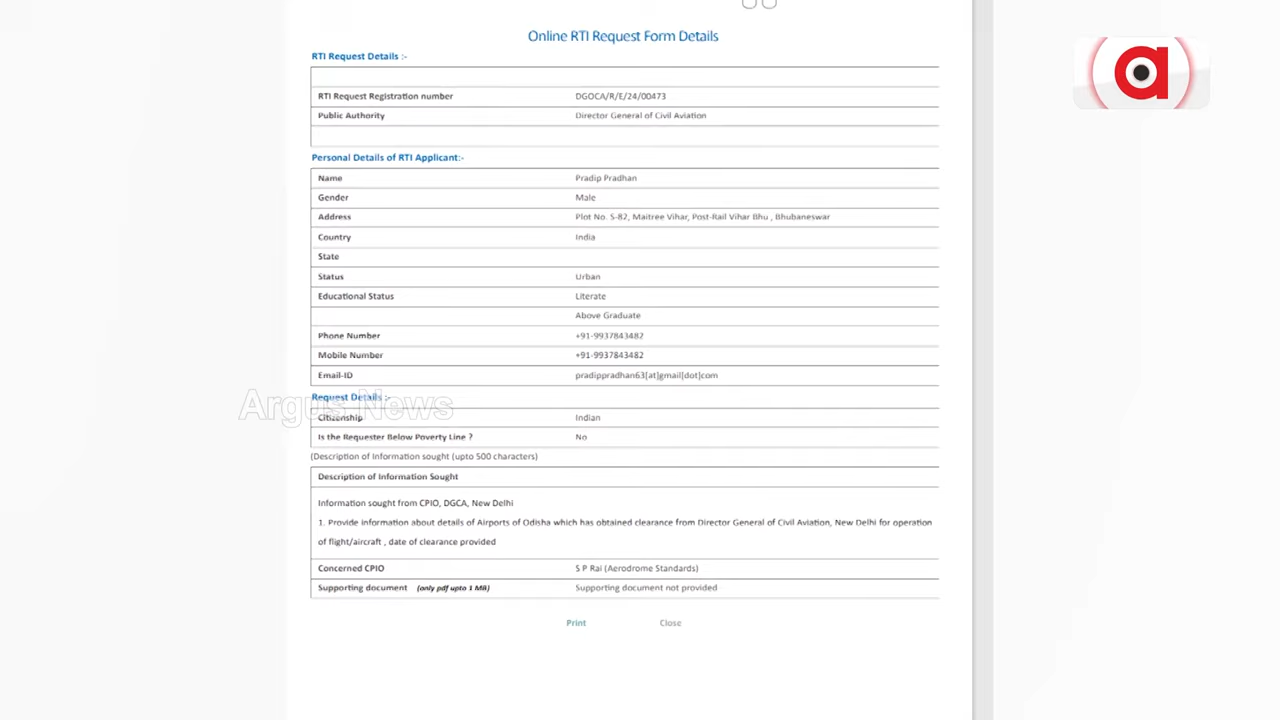 Online RTI Request Form Details
RTI Request Details :-
RTI Request Registration number DGOCA/R/E/24/00473
Public Authority Director General of Civil Aviation
Personal Details of RTI Applicant:-
Name Pradip Pradhan
Gender Male
Address Plot No. S-82, Maitree Vihar, Post-Rail Vihar Bhu , Bhubaneswar
Country India
State
Status Urban
Educational Status Literate
Above Graduate
Phone Number +91-9937843482
Mobile Number +91-9937843482
Email-ID pradippradhan63[at]gmail[dot]com
Request Details :-
Argus News
Citizenship Indian
Is the Requester Below Poverty Line ? No
(Description of Information sought (upto 500 characters)
Description of Information Sought
Information sought from CPIO, DGCA, New Delhi
1. Provide information about details of Airports of Odisha which has obtained clearance from Director General of Civil Aviation, New Delhi for operation
of flight/aircraft , date of clearance provided
Concerned CPIO S P Rai (Aerodrome Standards)
Supporting document (only pdf upto 1 MB) Supporting document not provided
Print Close
a